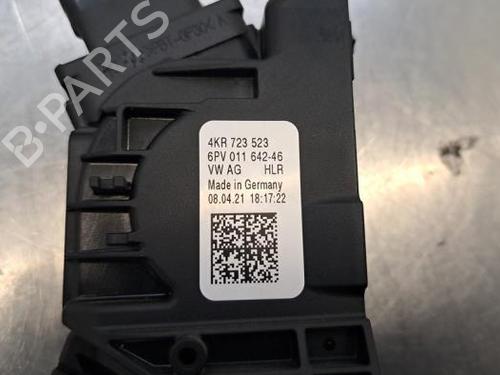 4KR 723 523
6PV 011 642-46
VW AG HLR
Made in Germany
08.04.21 18:17:22
B-PARTS